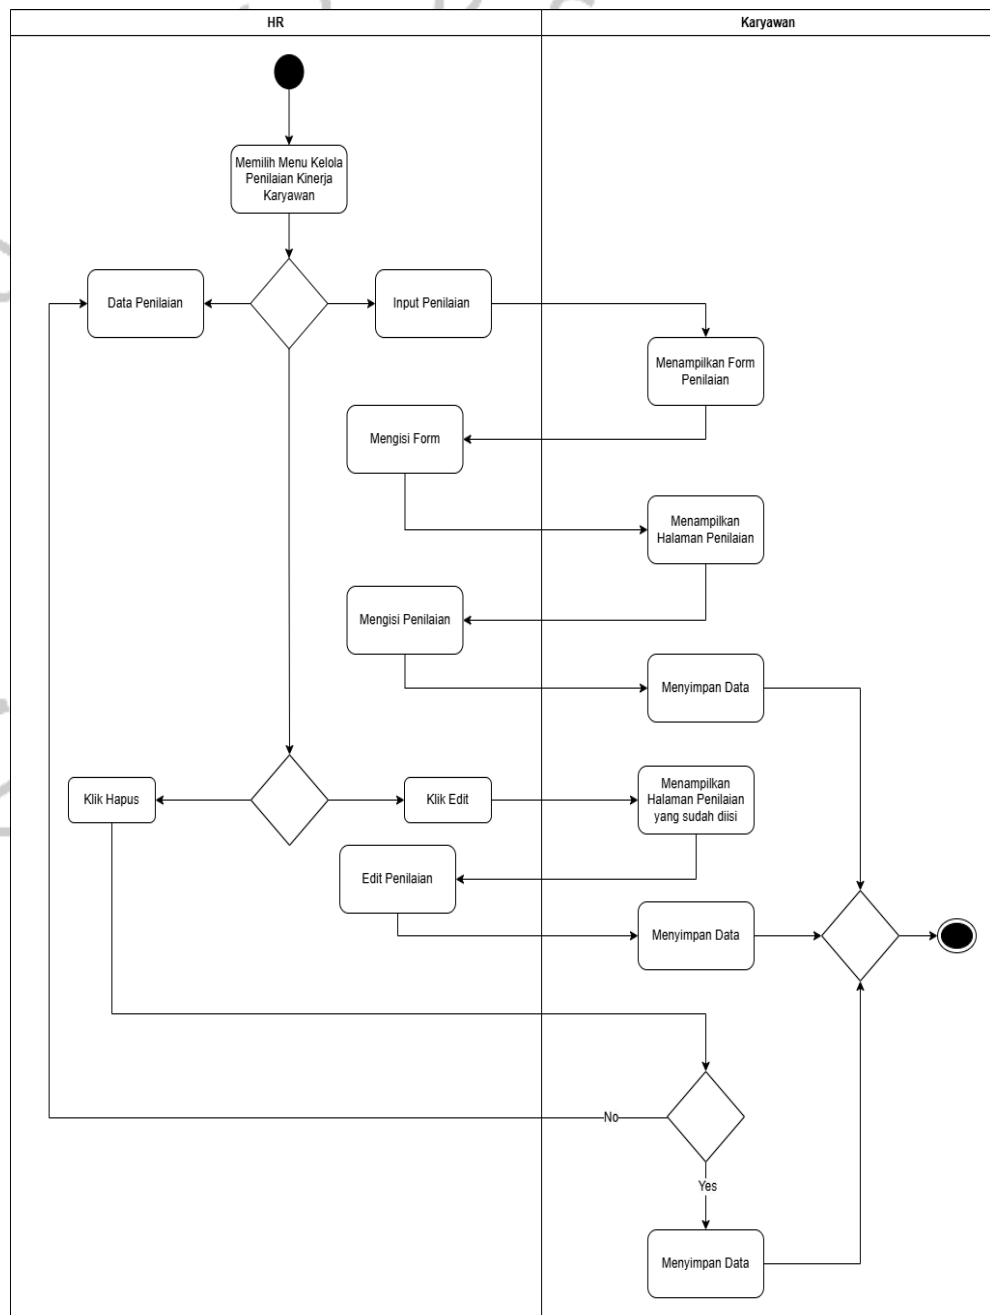 HR
Karyawan
Memilih Menu Kelola
Penilaian Kinerja
Karyawan
Data Penilaian
Input Penilaian
Menampilkan Form
Penilaian
Mengisi Form
Menampilkan
Halaman Penilaian
Mengisi Penilaian
Menyimpan Data
Klik Hapus
Klik Edit
Menampilkan
Halaman Penilaian
yang sudah diisi
Edit Penilaian
Menyimpan Data
No
Yes
Menyimpan Data